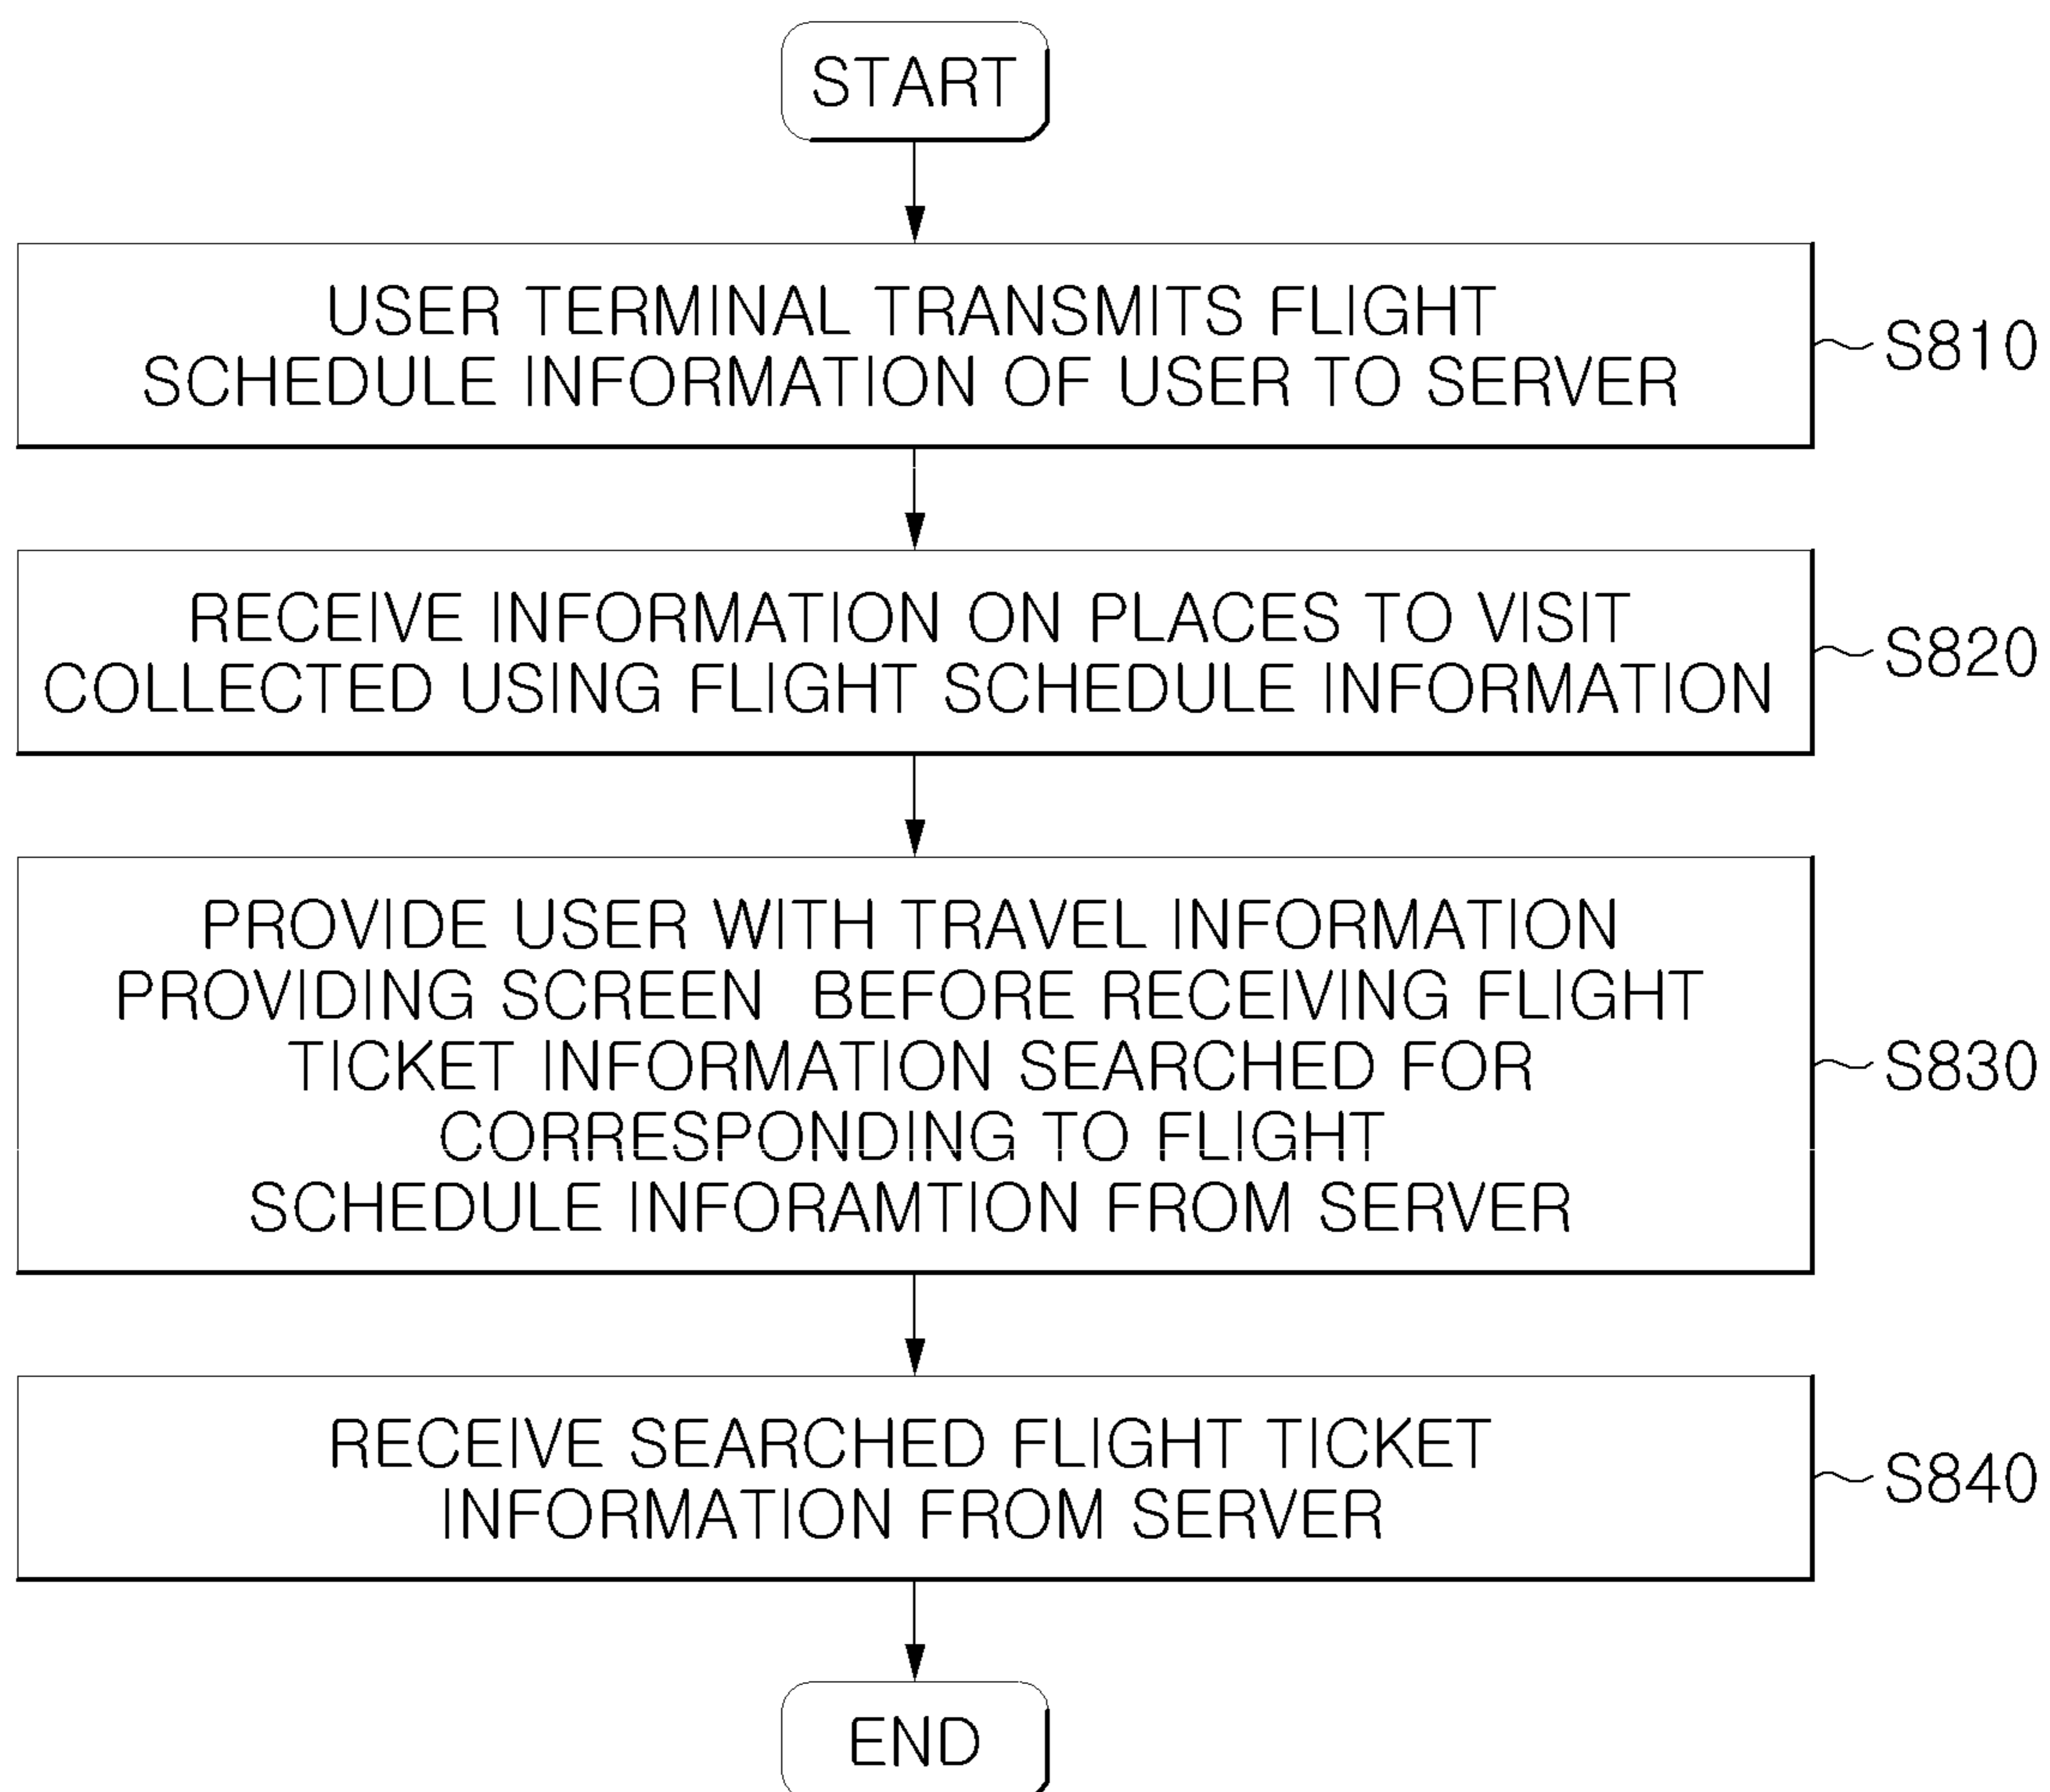 START
USER TERMINAL TRANSMITS FLIGHT
SCHEDULE INFORMATION OF USER TO SERVER
S810
RECEIVE INFORMATION ON PLACES TO VISIT
COLLECTED USING FLIGHT SCHEDULE INFORMATION
S820
PROVIDE USER WITH TRAVEL INFORMATION
PROVIDING SCREEN BEFORE RECEIVING FLIGHT
TICKET INFORMATION SEARCHED FOR
CORRESPONDING TO FLIGHT
SCHEDULE INFORAMTION FROM SERVER
S830
RECEIVE SEARCHED FLIGHT TICKET
INFORMATION FROM SERVER
S840
END